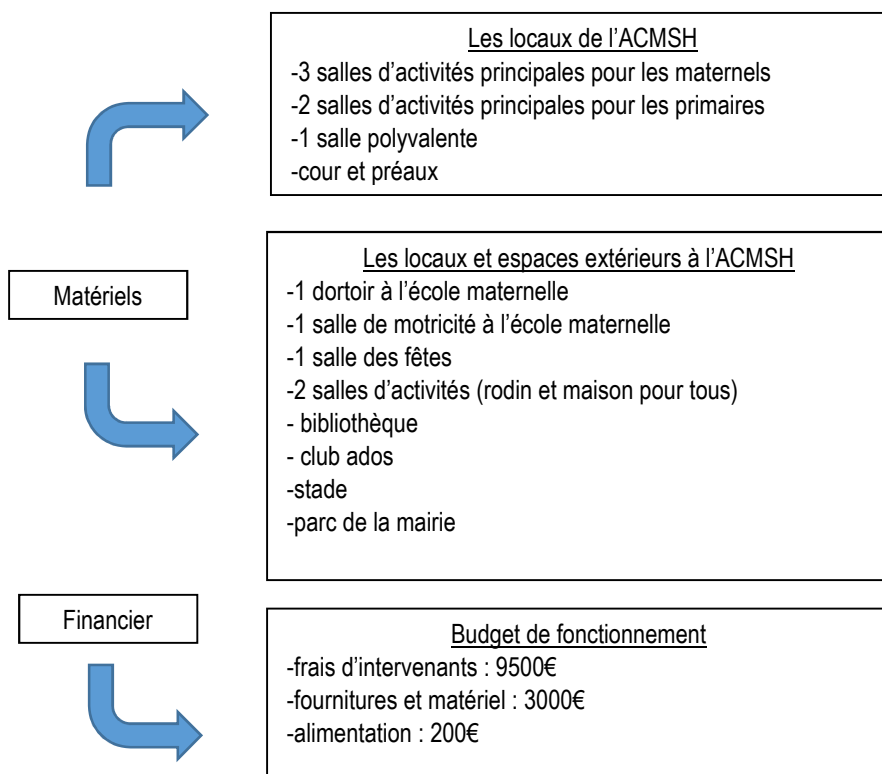 Les locaux de l’ACMSH
-3 salles d’activités principales pour les maternels
-2 salles d’activités principales pour les primaires
-1 salle polyvalente
-cour et préaux
Matériels
Les locaux et espaces extérieurs à l’ACMSH
-1 dortoir à l’école maternelle
-1 salle de motricité à l’école maternelle
-1 salle des fêtes
-2 salles d’activités (rodin et maison pour tous)
- bibliothèque
- club ados
-stade
-parc de la mairie
Financier
Budget de fonctionnement
-frais d’intervenants : 9500€
-fournitures et matériel : 3000€
-alimentation : 200€